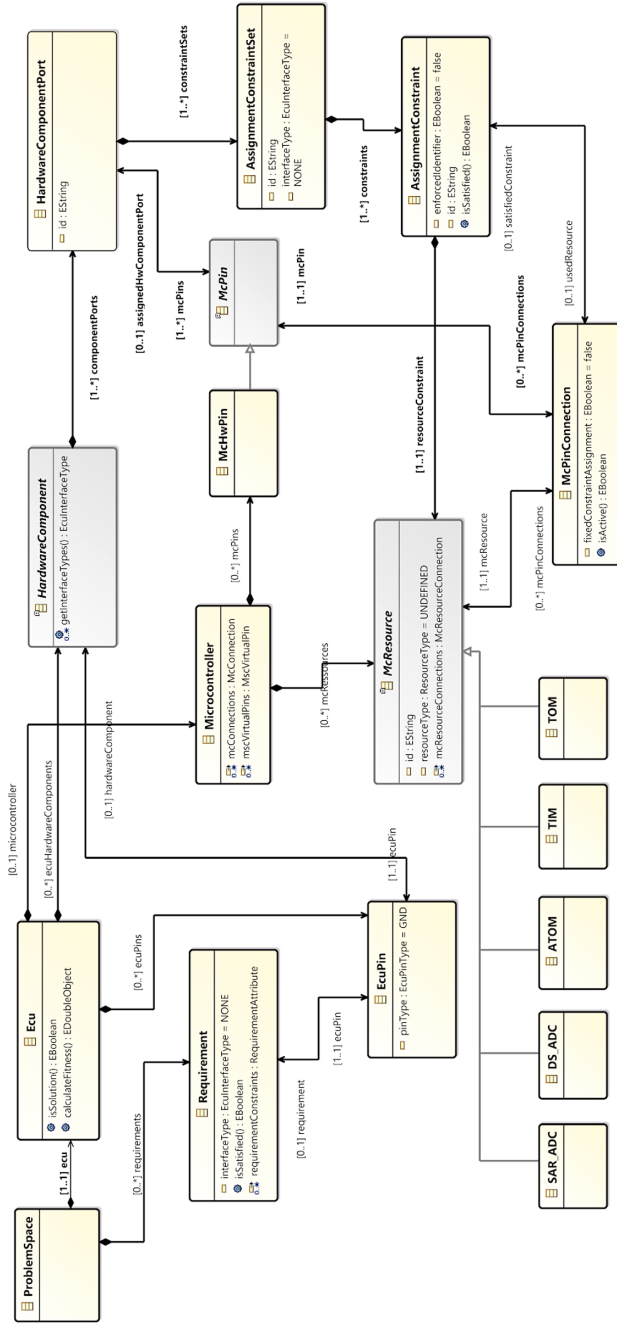 ProblemSpace
[1..1] ecu
[0..*] requirements
Ecu
isSolution() : EBoolean
calculateFitness() : EDoubleObject
[0..1] microcontroller
[0..*] ecuHardwareComponents
[0..1] hardwareComponent
[0..*] ecuPins
Requirement
interfaceType : EcuInterfaceType = NONE
isSatisfied() : EBoolean
0..*
requirementConstraints : RequirementAttribute
[0..1] requirement
[1..1] ecuPin
EcuPin
pinType : EcuPinType = GND
[1..1] ecuPin
HardwareComponent
0..*
getInterfaceTypes() : EcuInterfaceType
[1..*] componentPorts
HardwareComponentPort
id : EString
[1..*] constraintSets
[0..1] assignedHwComponentPort
[1..*] mcPins
Microcontroller
0..*
mcConnections : McConnection
0..*
mscVirtualPins : MscVirtualPin
[0..*] mcPins
[0..*] mcRessources
McHwPin
McPin
[1..1] mcPin
AssignmentConstraintSet
id : EString
interfaceType : EcuInterfaceType =
NONE
[1..*] constraints
AssignmentConstraint
enforcedIdentifier : EBoolean = false
id : EString
isSatisfied() : EBoolean
[0..1] satisfiedConstraint
[0..1] usedResource
[1..1] resourceConstraint
[0..*] mcPinConnections
McResource
id : EString
resourceType : ResourceType = UNDEFINED
0..*
mcResourceConnections : McResourceConnection
[1..1] mcResource
[0..*] mcPinConnections
McPinConnection
fixedConstraintAssignment : EBoolean = false
isActive() : EBoolean
SAR_ADC
DS_ADC
ATOM
TIM
TOM